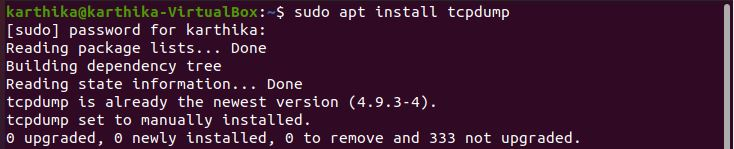 karthika@karthika-VirtualBox:~$ sudo apt install tcpdump
[sudo] password for karthika:
Reading package lists... Done
Building dependency tree
Reading state information... Done
tcpdump is already the newest version (4.9.3-4).
tcpdump set to manually installed.
0 upgraded, 0 newly installed, 0 to remove and 333 not upgraded.